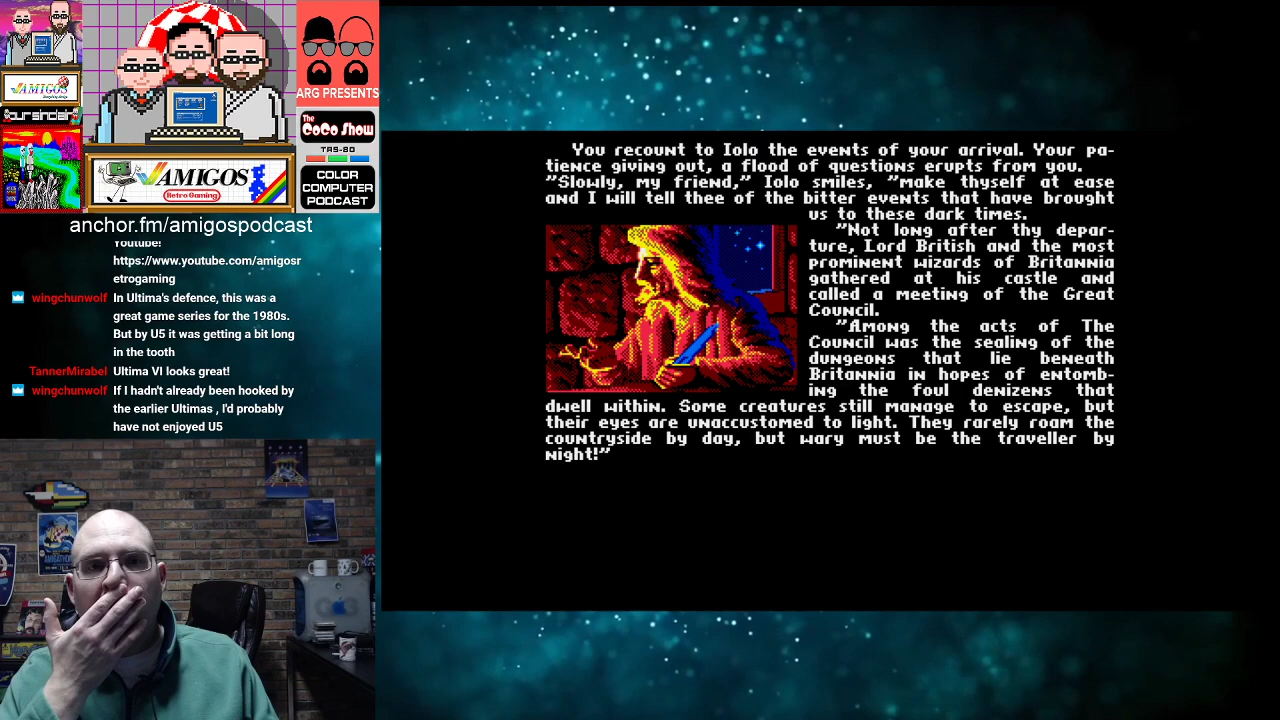 AMIGOS
OUR SINCLAIR
AMIGOS
Retro Gaming
ARG PRESENTS
The
CoCo Show
TRS-80
COLOR
COMPUTER
PODCAST
anchor.fm/amigospodcast
Youtube!
https://www.youtube.com/amigosr
etrogaming
wingchunwolf In Ultima's defence, this was a
great game series for the 1980s.
But by U5 it was getting a bit long
in the tooth
TannerMirabel Ultima VI looks great!
wingchunwolf If I hadn't already been hooked by
the earlier Ultimas , I'd probably
have not enjoyed U5
You recount to Iolo the events of your arrival. Your pa-
tience giving out, a flood of questions erupts from you.
"Slowly, my friend," Iolo smiles, "make thyself at ease
and I will tell thee of the bitter events that have brought
us to these dark times.
"Not long after thy depar-
ture, Lord British and the most
prominent wizards of Britannia
gathered at his castle and
called a meeting of the Great
Council.
"Among the acts of The
Council was the sealing of the
dungeons that lie beneath
Britannia in hopes of entomb-
ing the foul denizens that
dwell within. Some creatures still manage to escape, but
their eyes are unaccustomed to light. They rarely roam the
countryside by day, but wary must be the traveller by
night!"